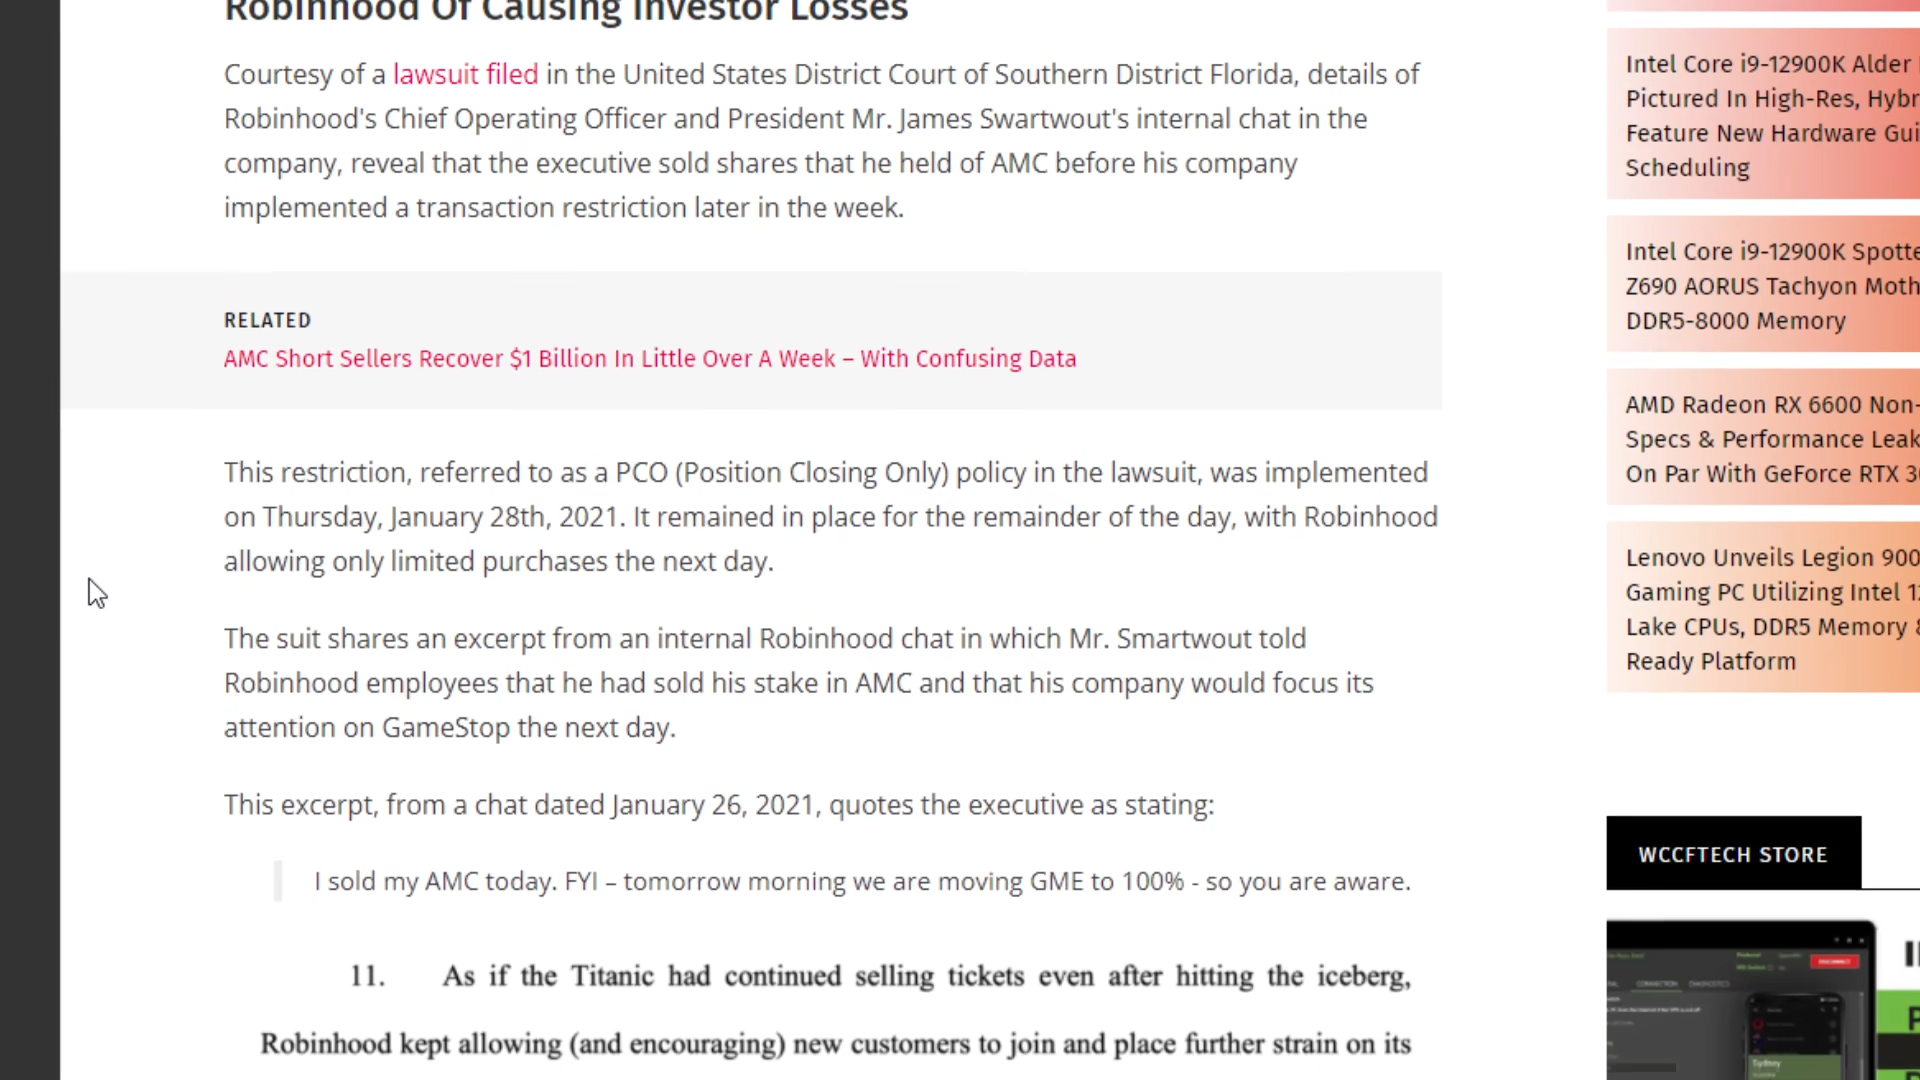 Robinhood Of Causing Investor Losses
Courtesy of a lawsuit filed in the United States District Court of Southern District Florida, details of
Robinhood's Chief Operating Officer and President Mr. James Swartwout's internal chat in the
company, reveal that the executive sold shares that he held of AMC before his company
implemented a transaction restriction later in the week.
RELATED
AMC Short Sellers Recover $1 Billion In Little Over A Week – With Confusing Data
This restriction, referred to as a PCO (Position Closing Only) policy in the lawsuit, was implemented
on Thursday, January 28th, 2021. It remained in place for the remainder of the day, with Robinhood
allowing only limited purchases the next day.
The suit shares an excerpt from an internal Robinhood chat in which Mr. Smartwout told
Robinhood employees that he had sold his stake in AMC and that his company would focus its
attention on GameStop the next day.
This excerpt, from a chat dated January 26, 2021, quotes the executive as stating:
I sold my AMC today. FYI – tomorrow morning we are moving GME to 100% - so you are aware.
11. As if the Titanic had continued selling tickets even after hitting the iceberg,
Robinhood kept allowing (and encouraging) new customers to join and place further strain on its
Intel Core i9-12900K Alder
Pictured In High-Res, Hybr
Feature New Hardware Gui
Scheduling
Intel Core i9-12900K Spotte
Z690 AORUS Tachyon Moth
DDR5-8000 Memory
AMD Radeon RX 6600 Non-
Specs & Performance Leak
On Par With GeForce RTX 3
Lenovo Unveils Legion 900
Gaming PC Utilizing Intel 12
Lake CPUs, DDR5 Memory &
Ready Platform
WCCFTECH STORE
CONNECTION DIAGNOSTICS
Sydney